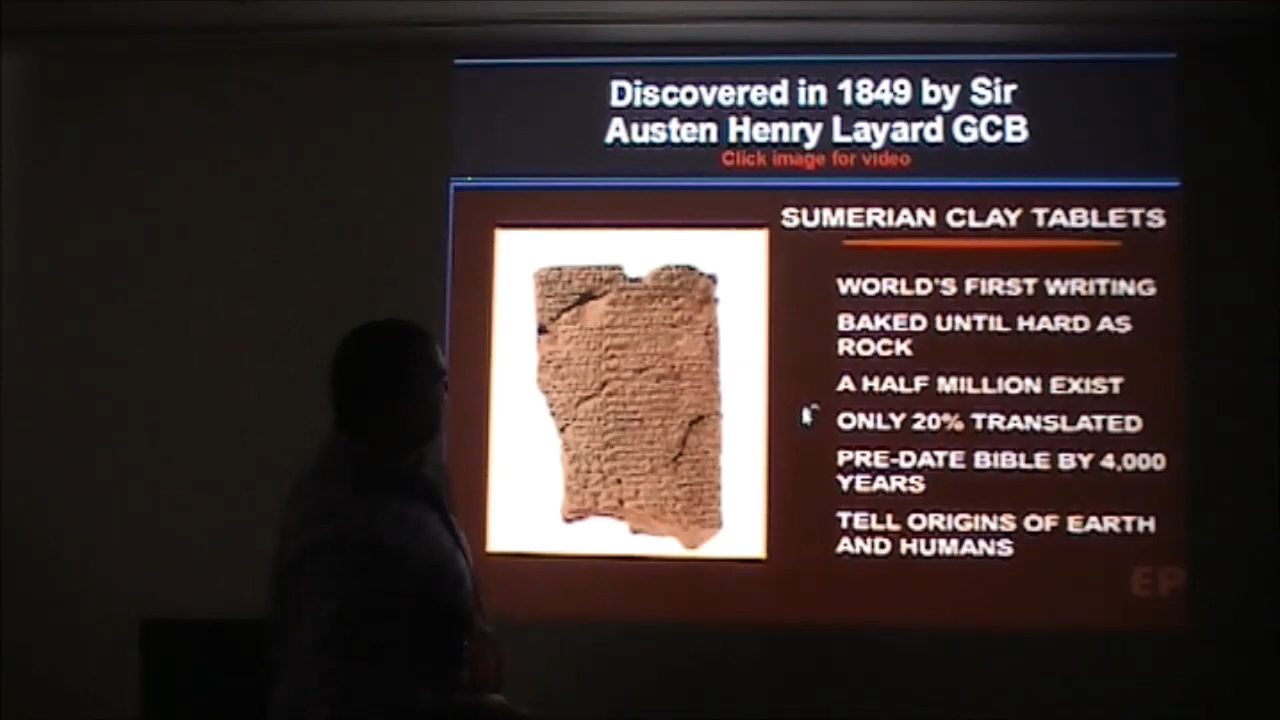 Discovered in 1849 by Sir
Austen Henry Layard GCB
Click image for video
SUMERIAN CLAY TABLETS
WORLD'S FIRST WRITING
BAKED UNTIL HARD AS
ROCK
A HALF MILLION EXIST
ONLY 20% TRANSLATED
PRE-DATE BIBLE BY 4,000
YEARS
TELL ORIGINS OF EARTH
AND HUMANS
EP